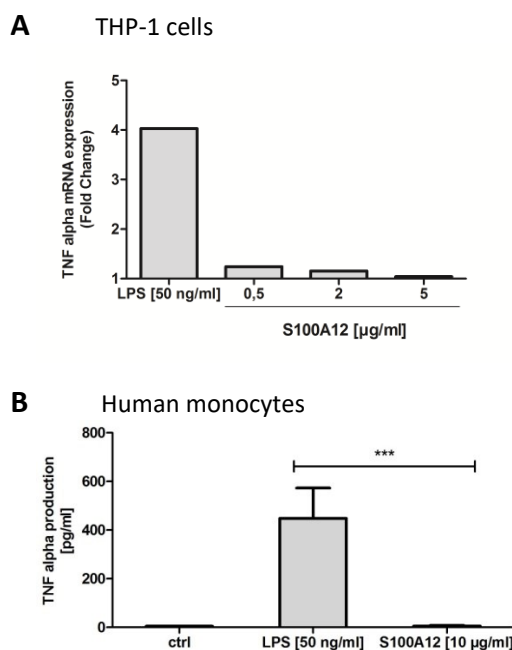 A THP-1 cells
TNF alpha mRNA expression
(Fold Change)
5
4
3
2
1
LPS [50 ng/ml] 0,5 2 5
S100A12 [µg/ml]
B Human monocytes
TNF alpha production
[pg/ml]
800
600
400
200
0
***
ctrl LPS [50 ng/ml] S100A12 [10 µg/ml]